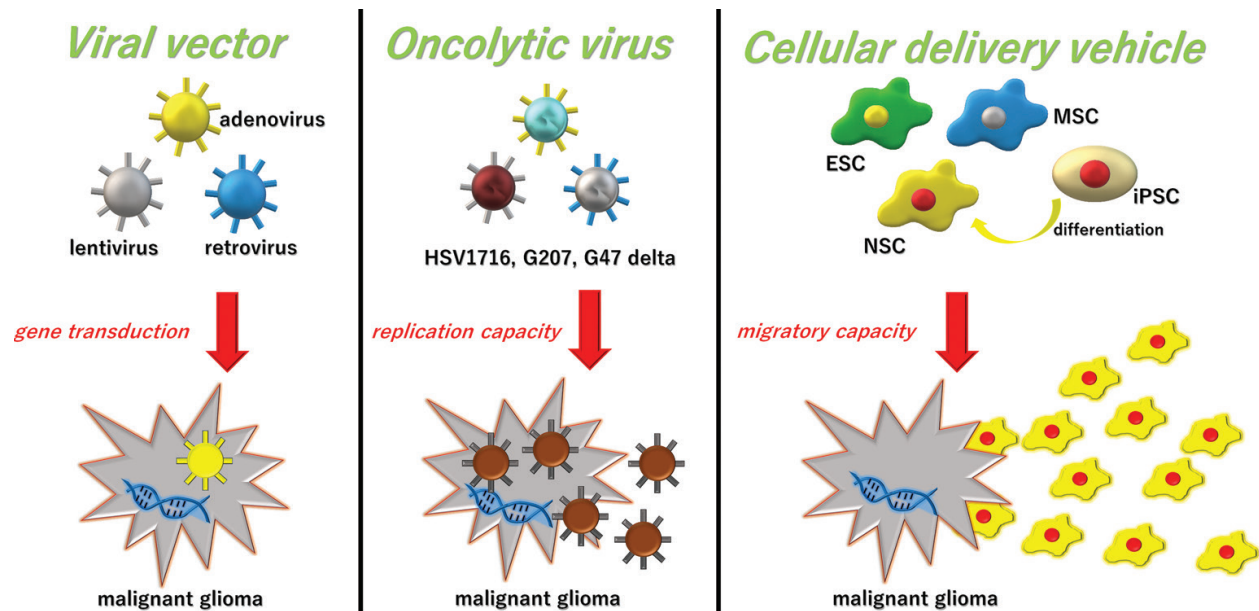 Viral vector
adenovirus
lentivirus
retrovirus
gene transduction
malignant glioma
Oncolytic virus
HSV1716, G207, G47 delta
replication capacity
malignant glioma
Cellular delivery vehicle
MSC
ESC
iPSC
NSC
differentiation
migratory capacity
malignant glioma